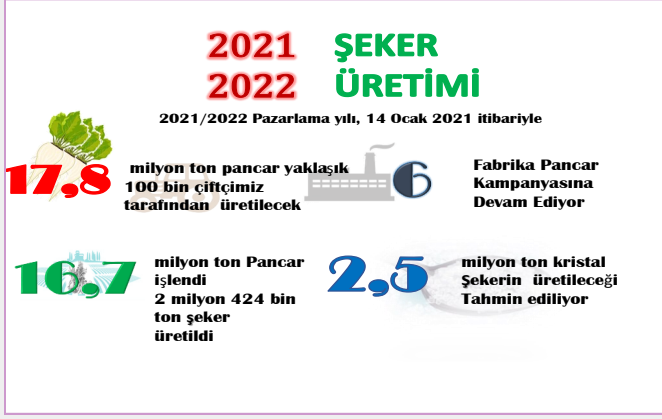 2021 ŞEKER
2022 ÜRETİMİ
2021/2022 Pazarlama yılı, 14 Ocak 2021 itibariyle
17,8
milyon ton pancar yaklaşık
100 bin çiftçimiz
tarafından üretilecek
6
Fabrika Pancar
Kampanyasına
Devam Ediyor
16,7
milyon ton Pancar
işlendi
2 milyon 424 bin
ton şeker
üretildi
2,5
milyon ton kristal
Şekerin üretileceği
Tahmin ediliyor